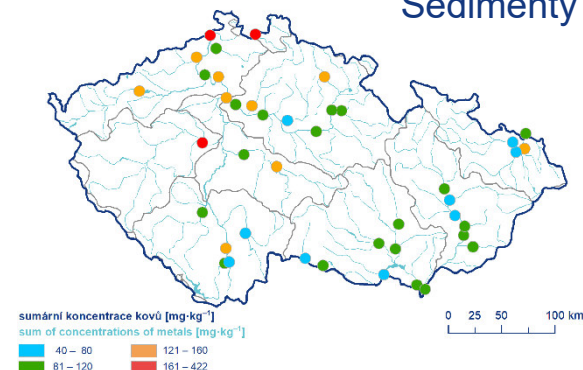 Sedimenty
sumární koncentrace kovů [mg·kg⁻¹]
sum of concentrations of metals [mg·kg⁻¹]
40 – 80
121 – 160
81 – 120
161 – 422
0 25 50 100 km